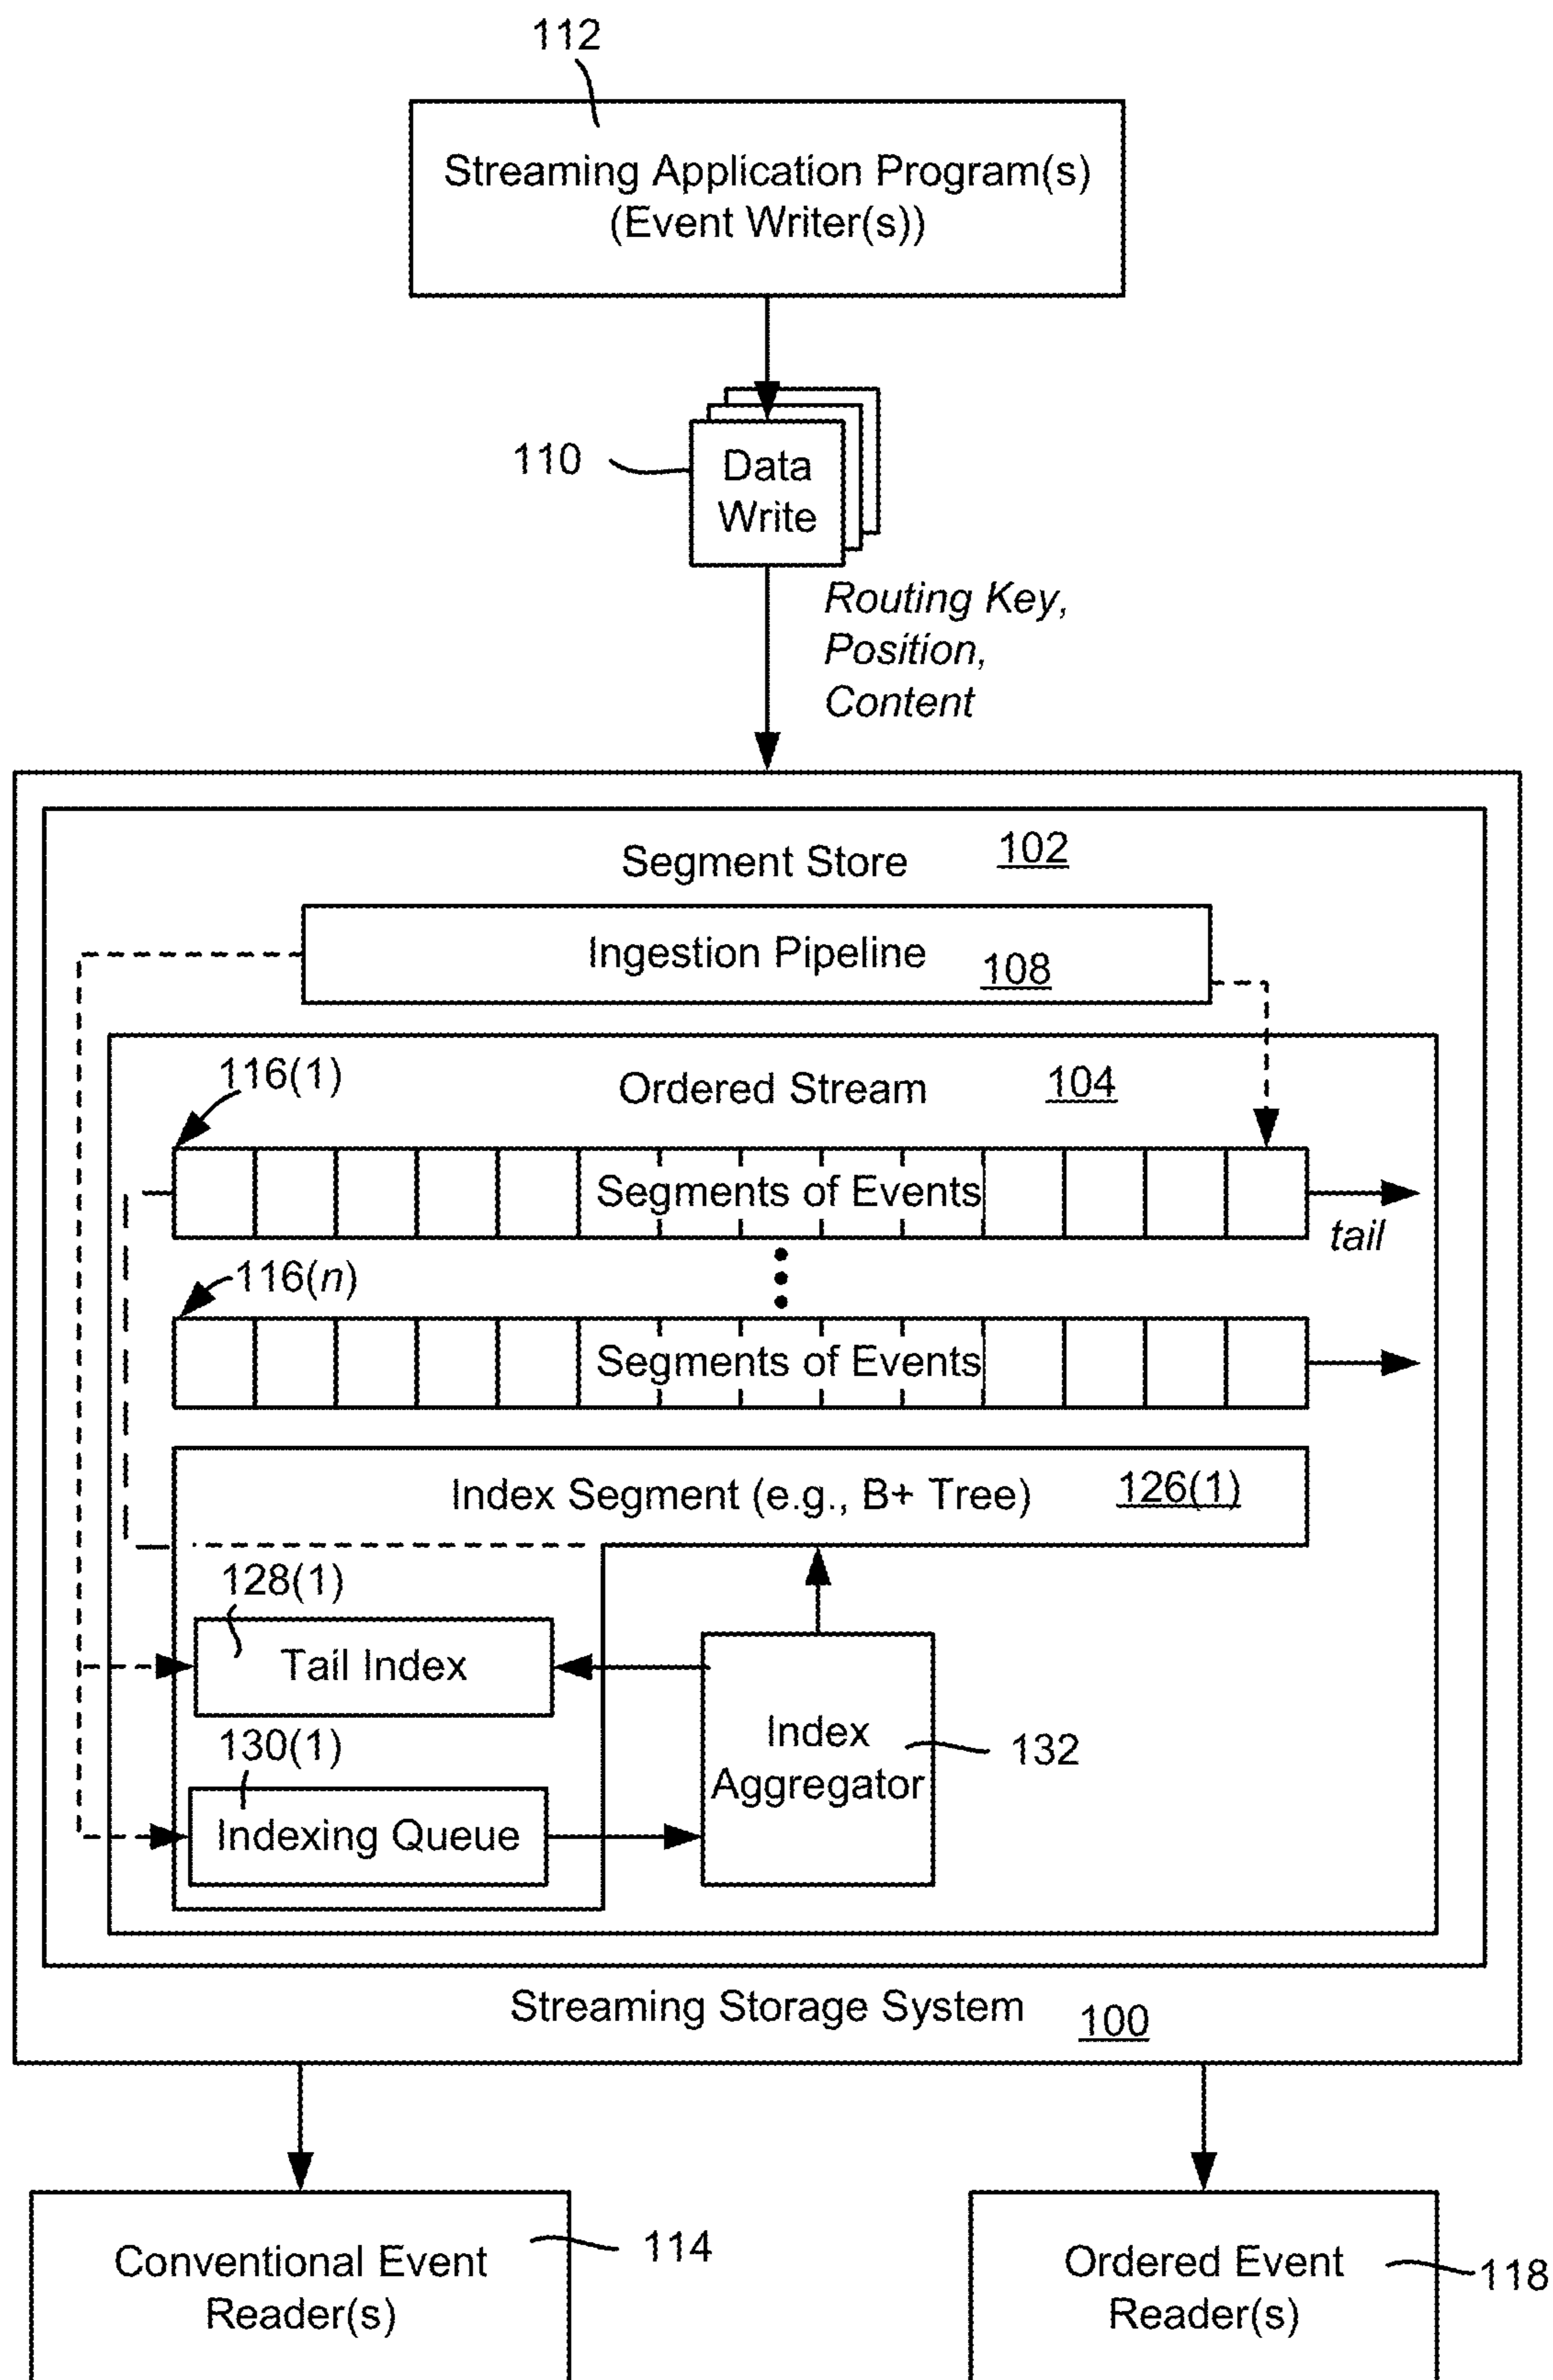 112
Streaming Application Program(s)
(Event Writer(s))
110
Data
Write
Routing Key,
Position,
Content
Segment Store 102
Ingestion Pipeline 108
116(1)
Ordered Stream 104
Segments of Events
tail
116(n)
Segments of Events
Index Segment (e.g., B+ Tree) 126(1)
128(1)
Tail Index
130(1)
Indexing Queue
Index
Aggregator
132
Streaming Storage System 100
Conventional Event
Reader(s)
114
Ordered Event
Reader(s)
118